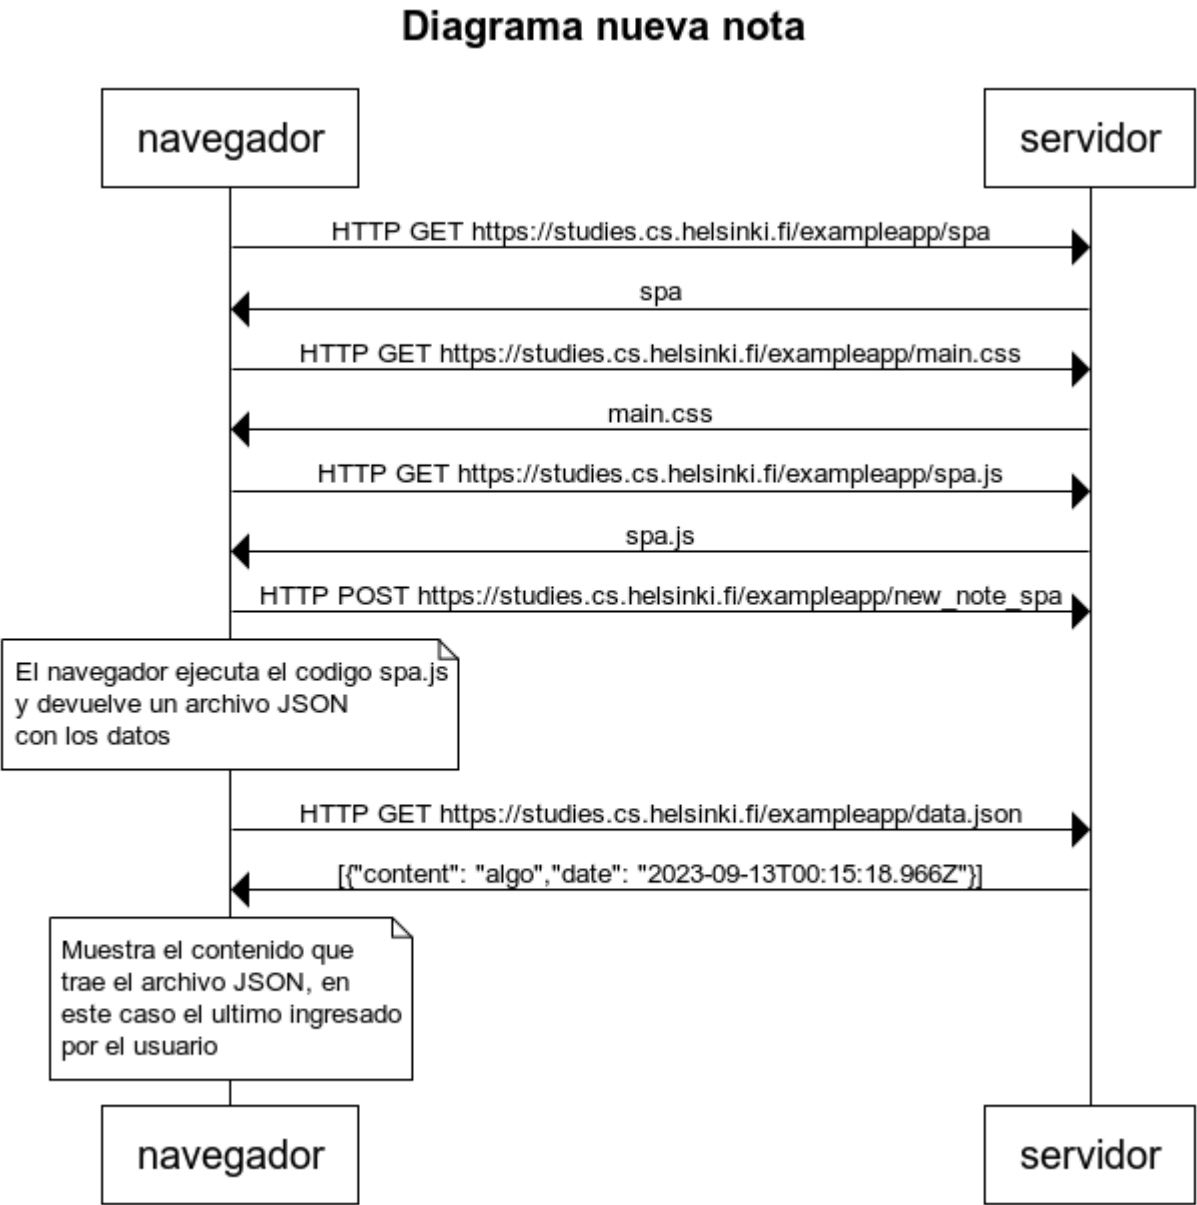 Diagrama nueva nota
navegador
servidor
HTTP GET https://studies.cs.helsinki.fi/exampleapp/spa
spa
HTTP GET https://studies.cs.helsinki.fi/exampleapp/main.css
main.css
HTTP GET https://studies.cs.helsinki.fi/exampleapp/spa.js
spa.js
HTTP POST https://studies.cs.helsinki.fi/exampleapp/new_note_spa
El navegador ejecuta el codigo spa.js
y devuelve un archivo JSON
con los datos
HTTP GET https://studies.cs.helsinki.fi/exampleapp/data.json
[{"content": "algo","date": "2023-09-13T00:15:18.966Z"}]
Muestra el contenido que
trae el archivo JSON, en
este caso el ultimo ingresado
por el usuario
navegador
servidor